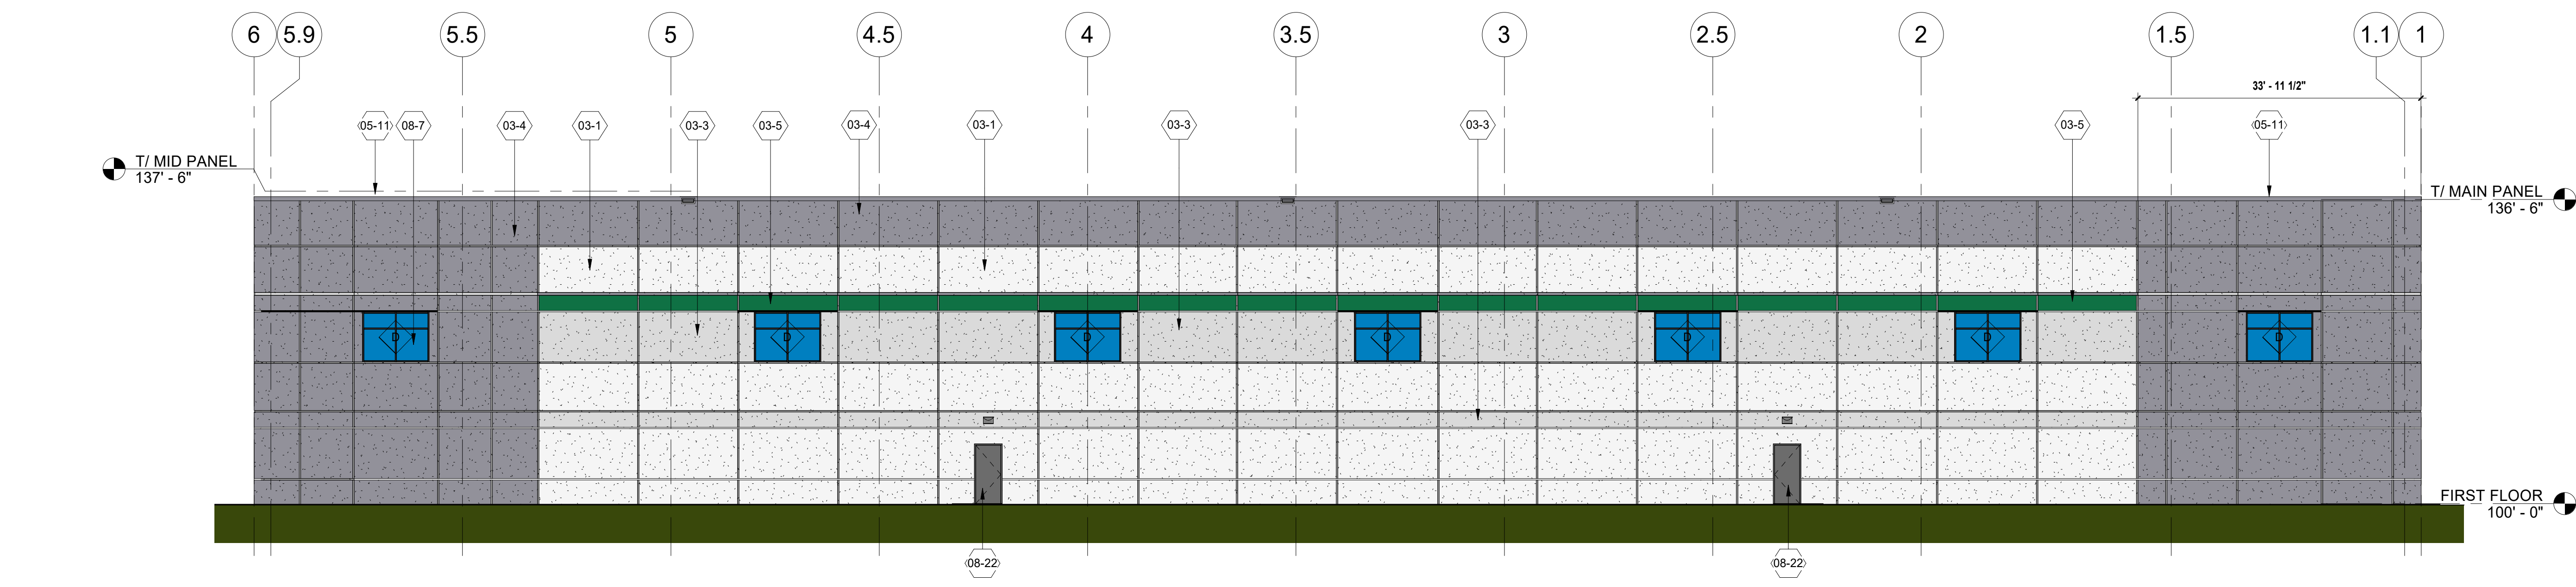 6 5.9 5.5 5 4.5 4 3.5 3 2.5 2 1.5 1.1 1
33' - 11 1/2"
05-11 08-7 03-4 03-1 03-3 03-5 03-4 03-1 03-3 03-3 03-5 05-11
T/ MID PANEL
137' - 6"
T/ MAIN PANEL
136' - 6"
D D D D D D D
FIRST FLOOR
100' - 0"
08-22 08-22